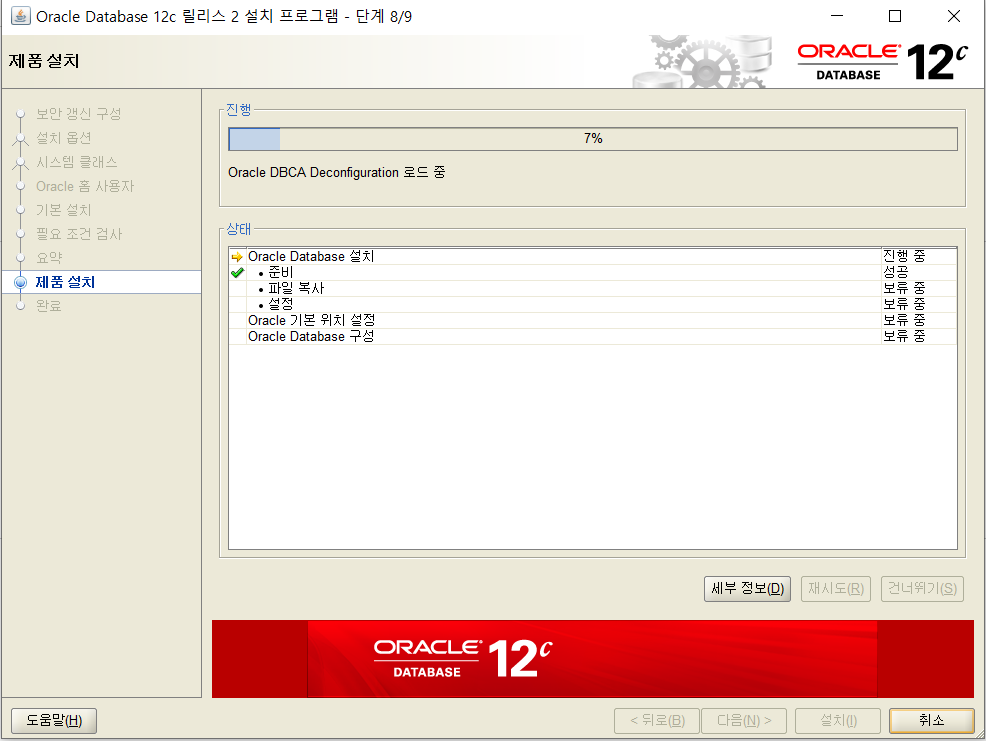 Oracle Database 12c 릴리스 2 설치 프로그램 - 단계 8/9
제품 설치
ORACLE DATABASE 12c
보안 갱신 구성
설치 옵션
시스템 클래스
Oracle 홈 사용자
기본 설치
필요 조건 검사
요약
제품 설치
완료
진행
7%
Oracle DBCA Deconfiguration 로드 중
상태
Oracle Database 설치 진행 중
• 준비 성공
• 파일 복사 보류 중
• 설정 보류 중
Oracle 기본 위치 설정 보류 중
Oracle Database 구성 보류 중
세부 정보(D) 재시도(R) 건너뛰기(S)
ORACLE DATABASE 12c
도움말(H) < 뒤로(B) 다음(N) > 설치(I) 취소